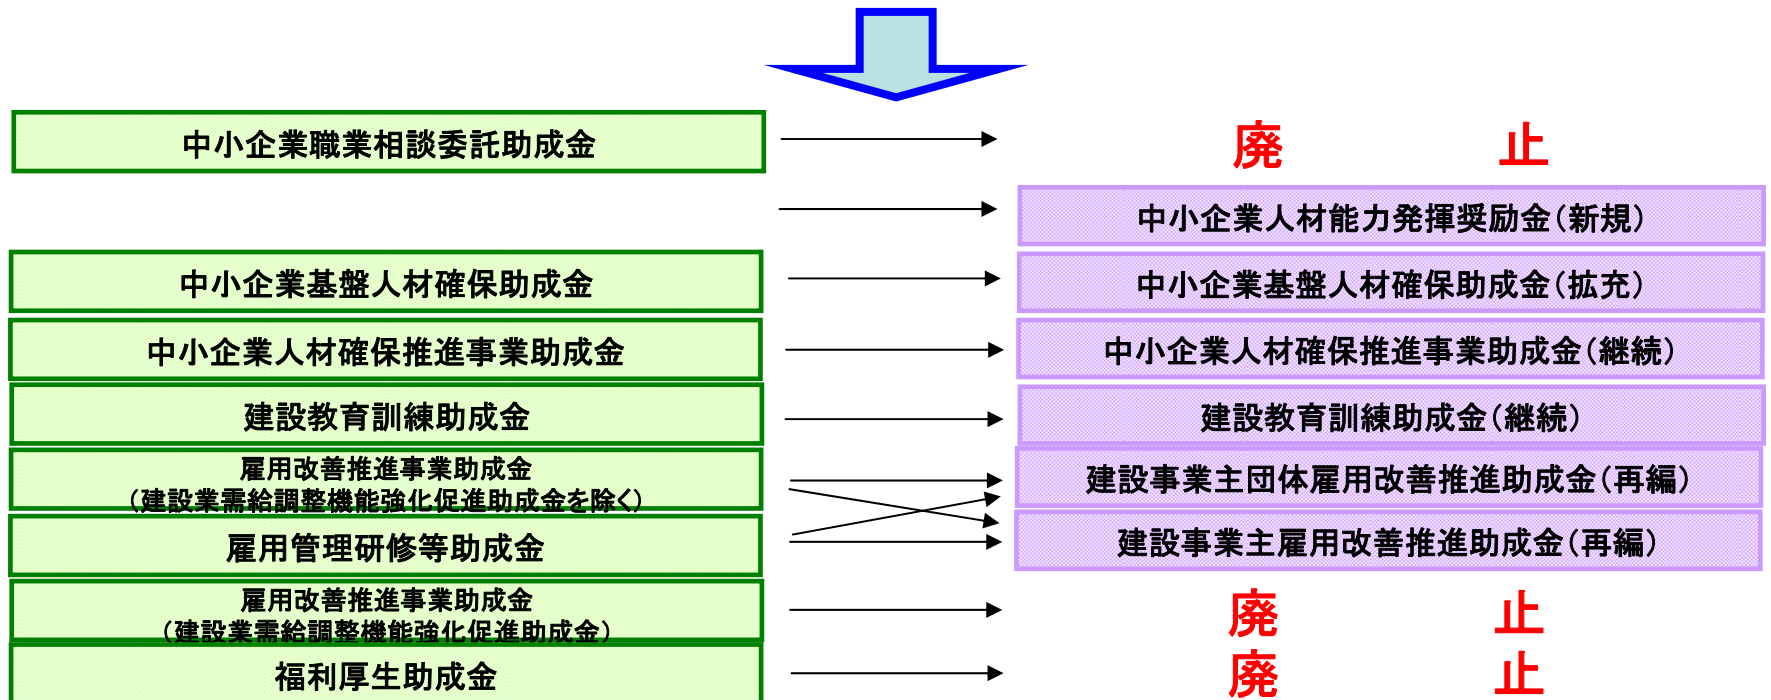 中小企業職業相談委託助成金
廃　止
中小企業人材能力発揮奨励金（新規）
中小企業基盤人材確保助成金
中小企業基盤人材確保助成金（拡充）
中小企業人材確保推進事業助成金
中小企業人材確保推進事業助成金（継続）
建設教育訓練助成金
建設教育訓練助成金（継続）
雇用改善推進事業助成金
（建設業需給調整機能強化促進助成金を除く）
建設事業主団体雇用改善推進助成金（再編）
雇用管理研修等助成金
建設事業主雇用改善推進助成金（再編）
雇用改善推進事業助成金
（建設業需給調整機能強化促進助成金）
廃　止
福利厚生助成金
廃　止